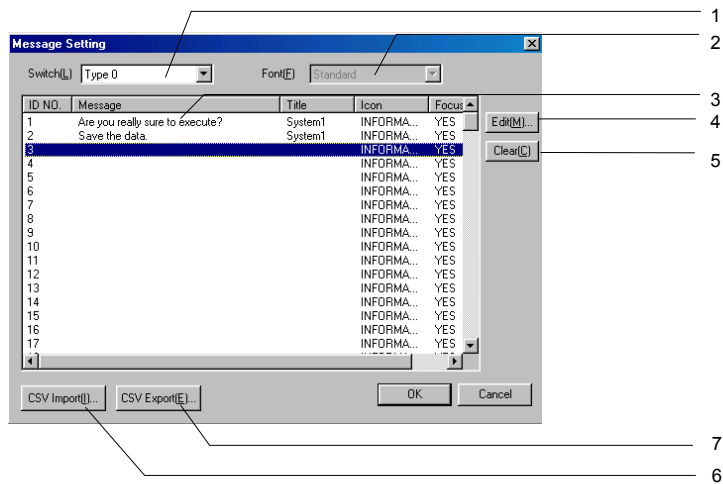 1
Message Setting
2
Switch(L) Type 0 Font(F) Standard
3
ID NO. Message Title Icon Focus
1 Are you really sure to execute? System1 INFORMA... YES
Edit(M)...
4
2 Save the data. System1 INFORMA... YES
3 INFORMA... YES
Clear(C)
5
4 INFORMA... YES
5 INFORMA... YES
6 INFORMA... YES
7 INFORMA... YES
8 INFORMA... YES
9 INFORMA... YES
10 INFORMA... YES
11 INFORMA... YES
12 INFORMA... YES
13 INFORMA... YES
14 INFORMA... YES
15 INFORMA... YES
16 INFORMA... YES
17 INFORMA... YES
CSV Import(I)... CSV Export(E)... OK Cancel
7
6